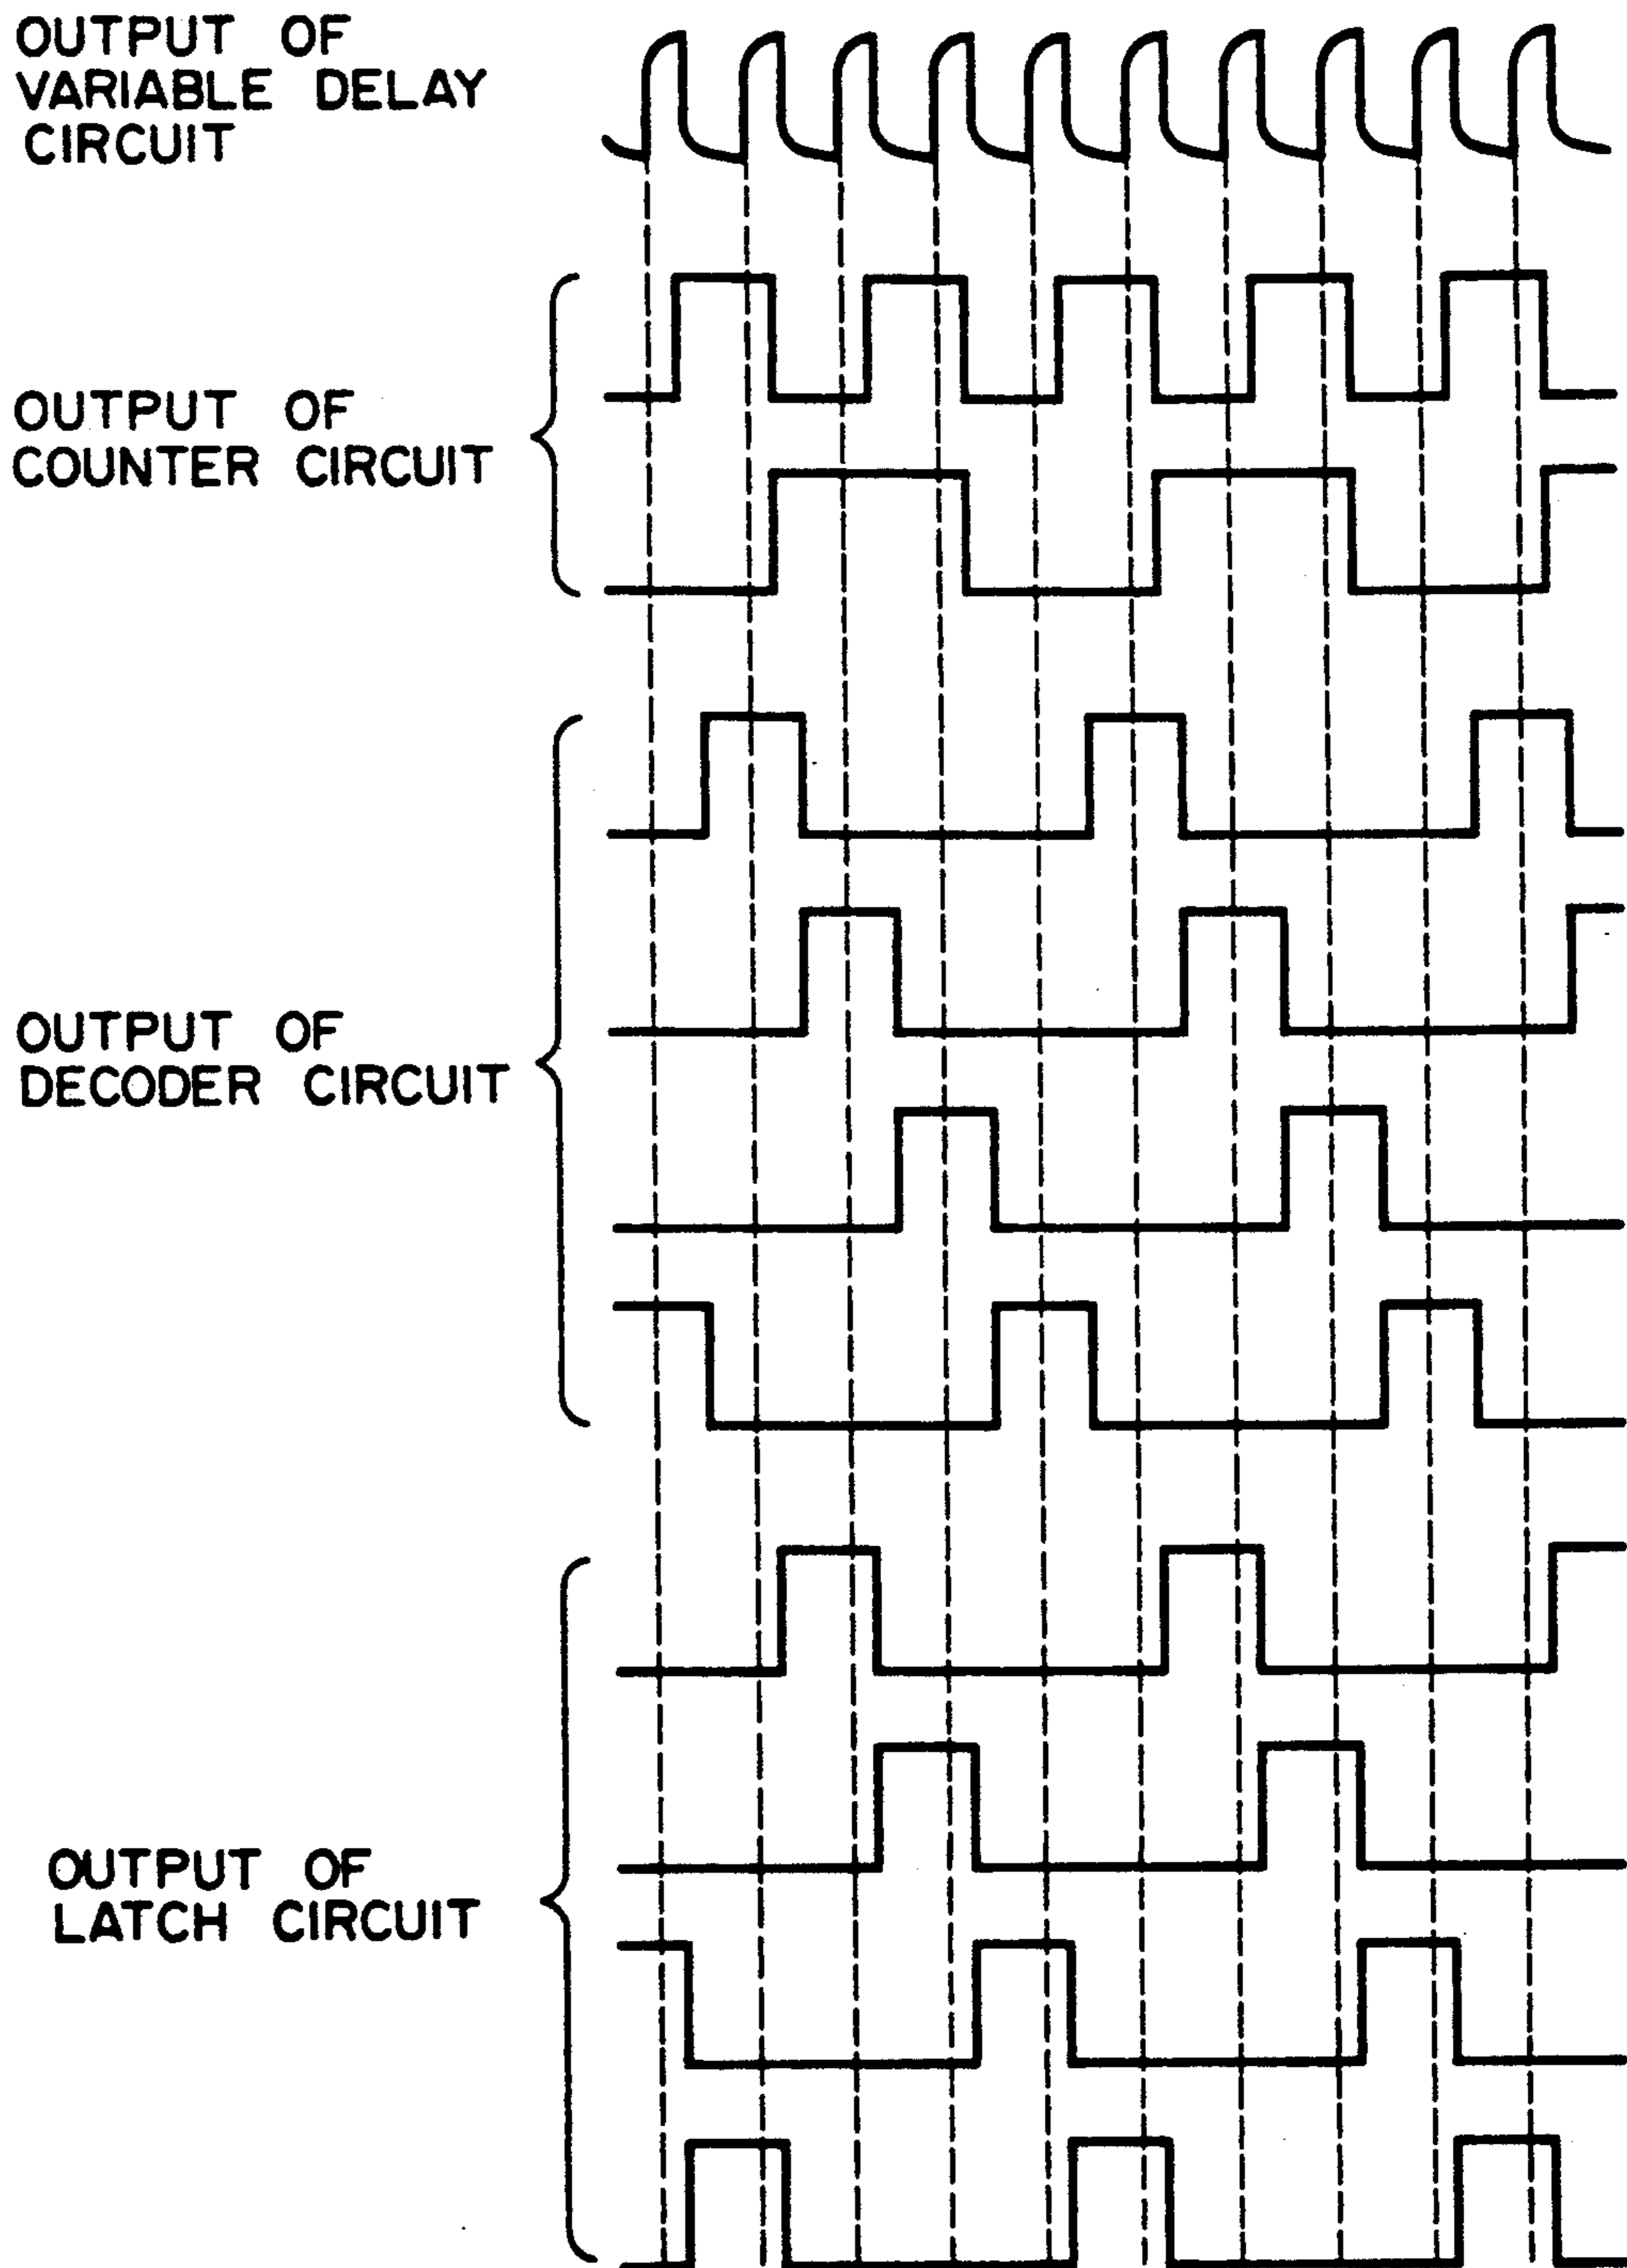 OUTPUT OF
VARIABLE DELAY
CIRCUIT
OUTPUT OF
COUNTER CIRCUIT
OUTPUT OF
DECODER CIRCUIT
OUTPUT OF
LATCH CIRCUIT